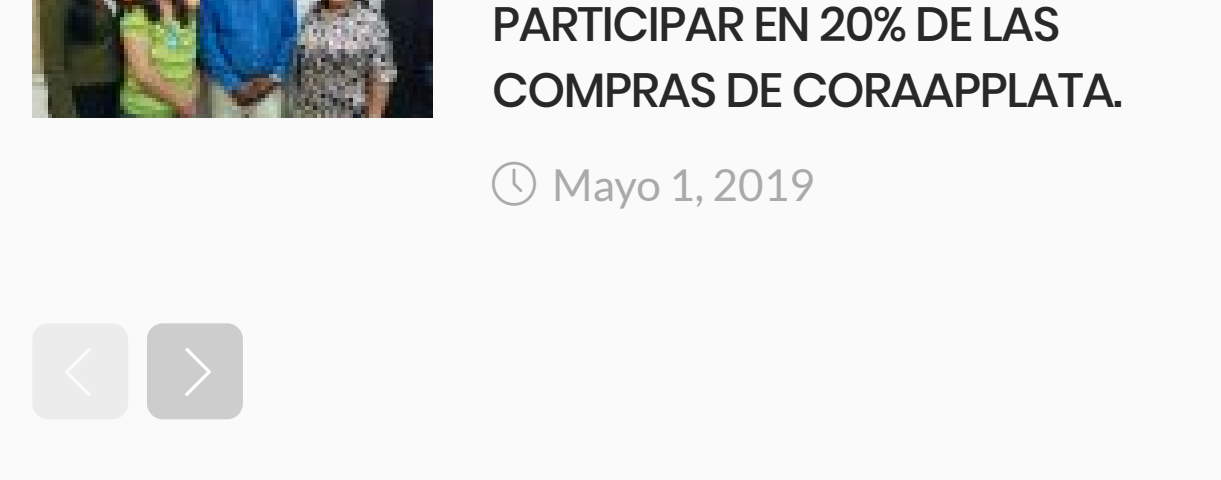 PARTICIPAR EN 20% DE LAS
COMPRAS DE CORAAPPLATA.
Mayo 1, 2019